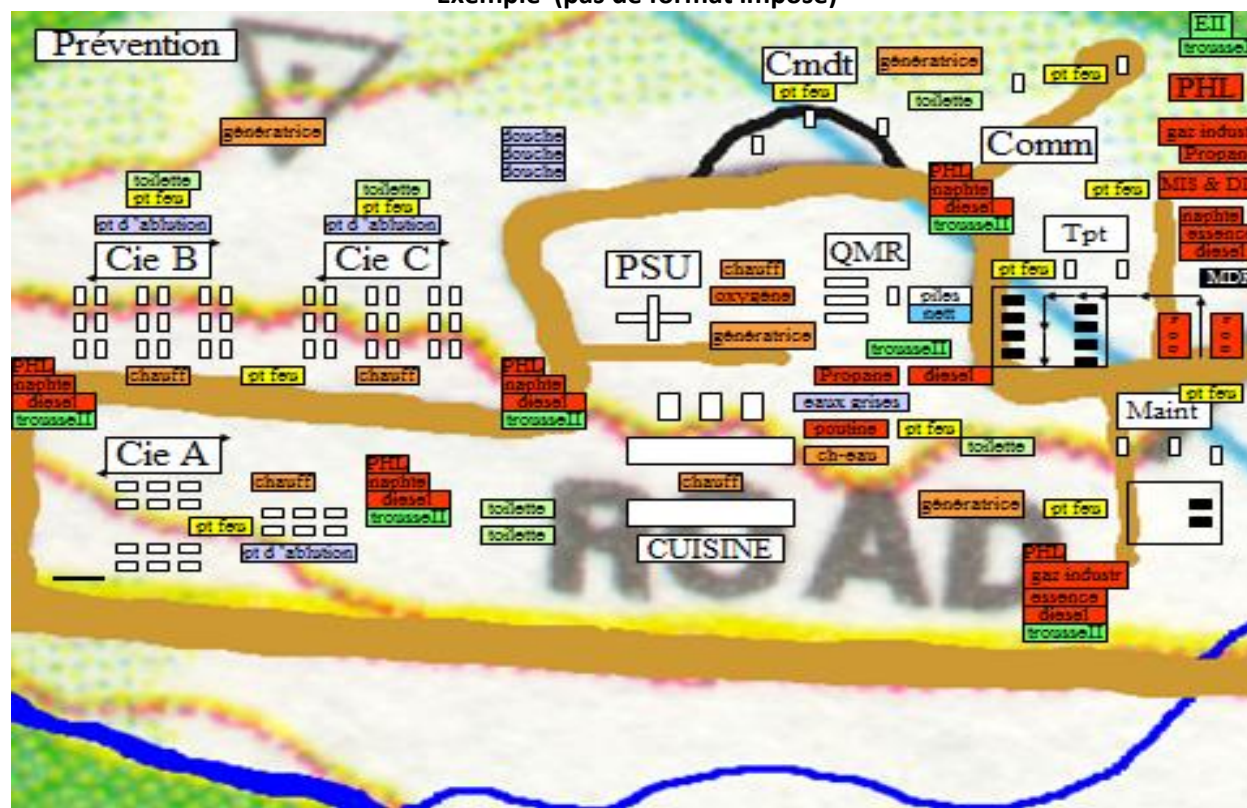 Exemple (pas de format imposé)
Prévention
génératrice
Cmdt
pt feu
génératrice
toilette
pt feu
EII
trousse
PHL
gaz indust
Propan
MIS & D
naphte
essence
diesel
MD
douche
douche
douche
Comm
pt feu
PHL
naphte
diesel
trousseII
Tpt
pt feu
toilette
pt feu
pt d "ablution
Cie B
toilette
pt feu
pt d "ablution
Cie C
PSU
chauff
oxygène
génératrice
QMR
piles
nett
trousseII
PHL
naphte
diesel
trousseII
chauff
pt feu
chauff
PHL
naphte
diesel
trousseII
Propane
diesel
eaux grises
poutine
pt feu
ch-eau
toilette
pt feu
Maint
Cie A
chauff
PHL
naphte
diesel
trousseII
pt feu
pt d "ablution
toilette
toilette
chauff
CUISINE
génératrice
pt feu
ROAD
PHL
gaz industr
essence
diesel
trousseII